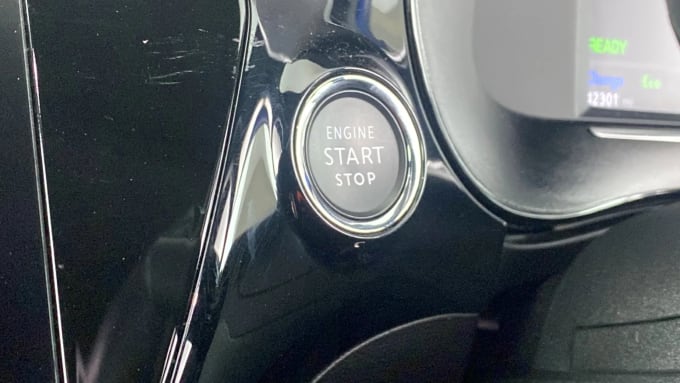 ENGINE
START
STOP
READY
Eco
12301